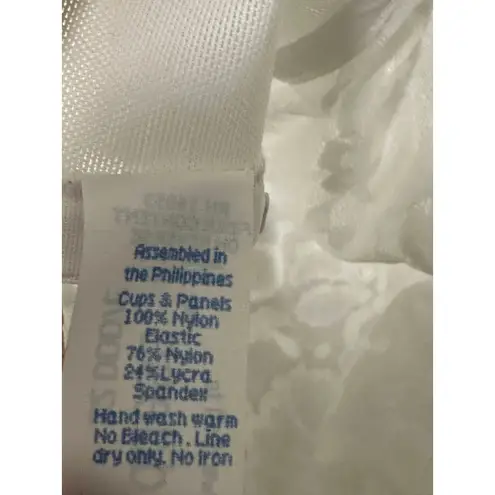 Assembled in
the Philippines
Cups & Panels
100% Nylon
Elastic
76% Nylon
24% Lycra
Spandex
Hand wash warm
No Bleach. Line
dry only. No Iron